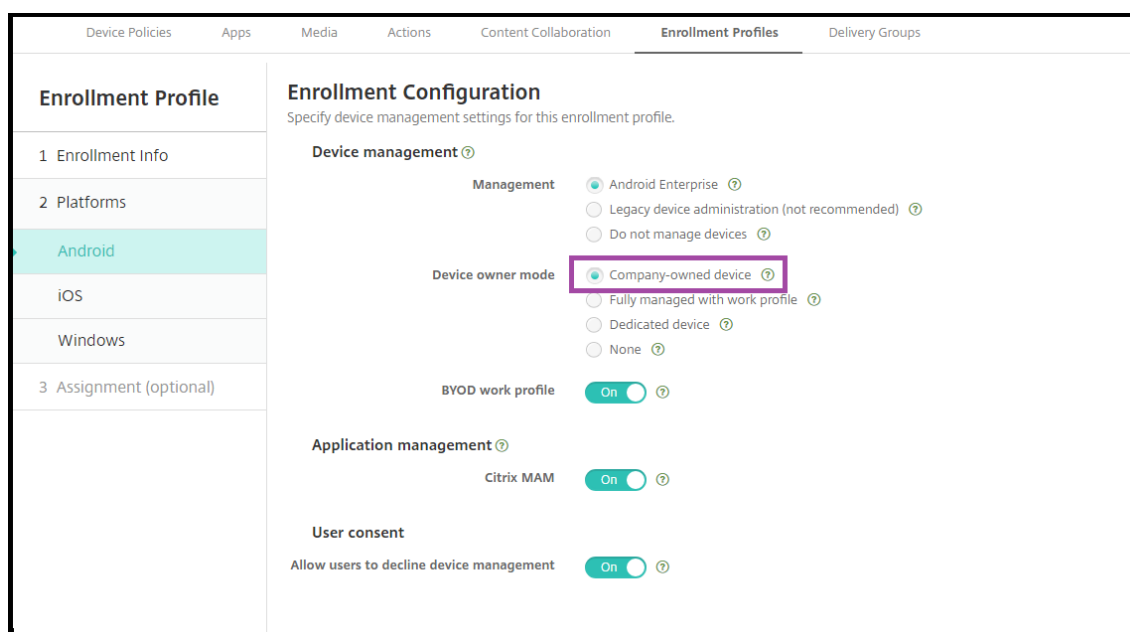 Device Policies Apps Media Actions Content Collaboration Enrollment Profiles Delivery Groups
Enrollment Profile
1 Enrollment Info
2 Platforms
Android
iOS
Windows
3 Assignment (optional)
Enrollment Configuration
Specify device management settings for this enrollment profile.
Device management ?
Management Android Enterprise ?
Legacy device administration (not recommended) ?
Do not manage devices ?
Device owner mode Company-owned device ?
Fully managed with work profile ?
Dedicated device ?
None ?
BYOD work profile On ?
Application management ?
Citrix MAM On ?
User consent
Allow users to decline device management On ?